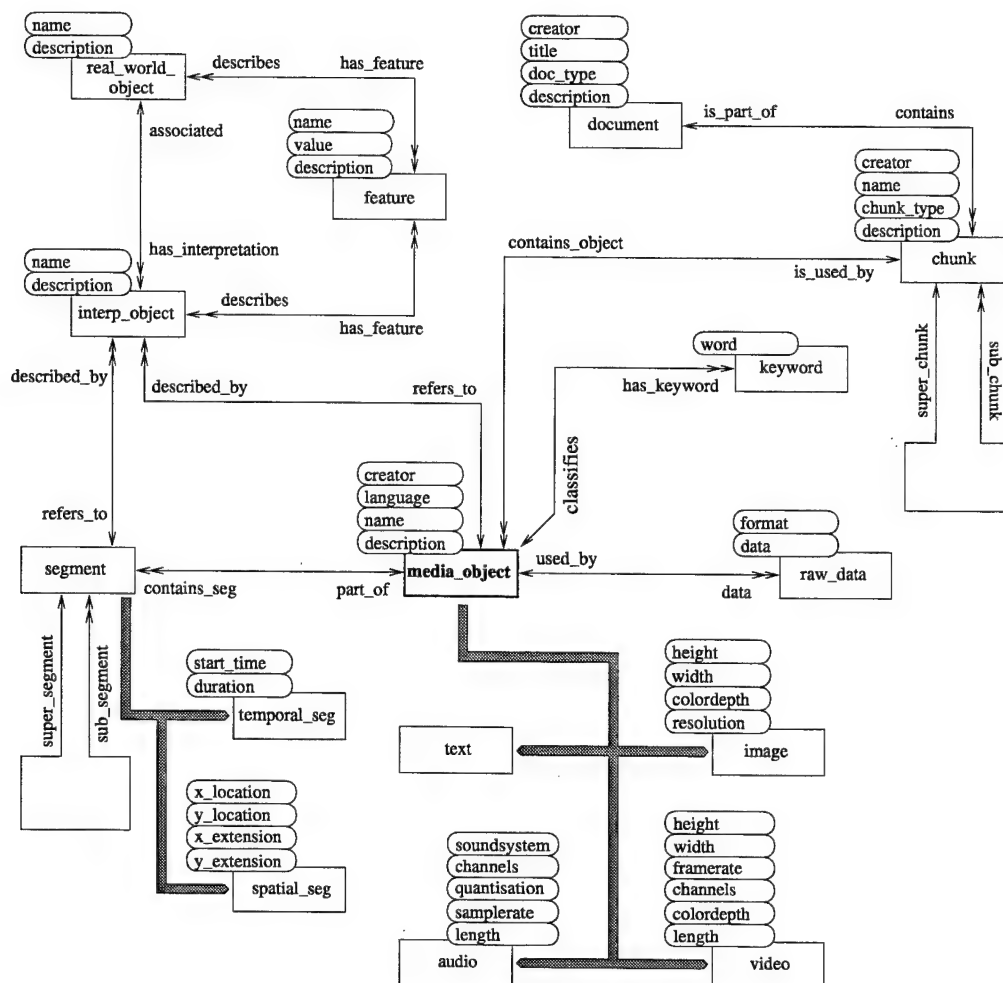 name
description
real_world_
object
describes
has_feature
associated
name
value
description
feature
has_interpretation
name
description
interp_object
describes
has_feature
described_by
described_by
refers_to
refers_to
creator
title
doc_type
description
document
is_part_of
contains
creator
name
chunk_type
description
chunk
contains_object
is_used_by
super_chunk
sub_chunk
word
keyword
has_keyword
classifies
creator
language
name
description
media_object
used_by
data
format
data
raw_data
segment
contains_seg
part_of
super_segment
sub_segment
start_time
duration
temporal_seg
x_location
y_location
x_extension
y_extension
spatial_seg
text
height
width
colordepth
resolution
image
soundsystem
channels
quantisation
samplerate
length
audio
height
width
framerate
channels
colordepth
length
video